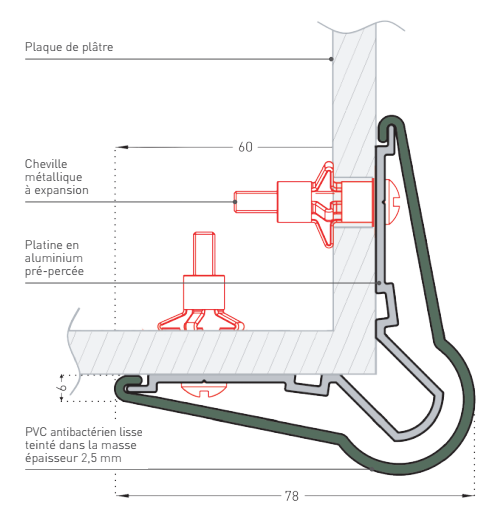 Plaque de plâtre
60
Cheville
métallique
à expansion
Platine en
aluminium
pré-percée
6
PVC antibactérien lisse
teinté dans la masse
épaisseur 2,5 mm
78